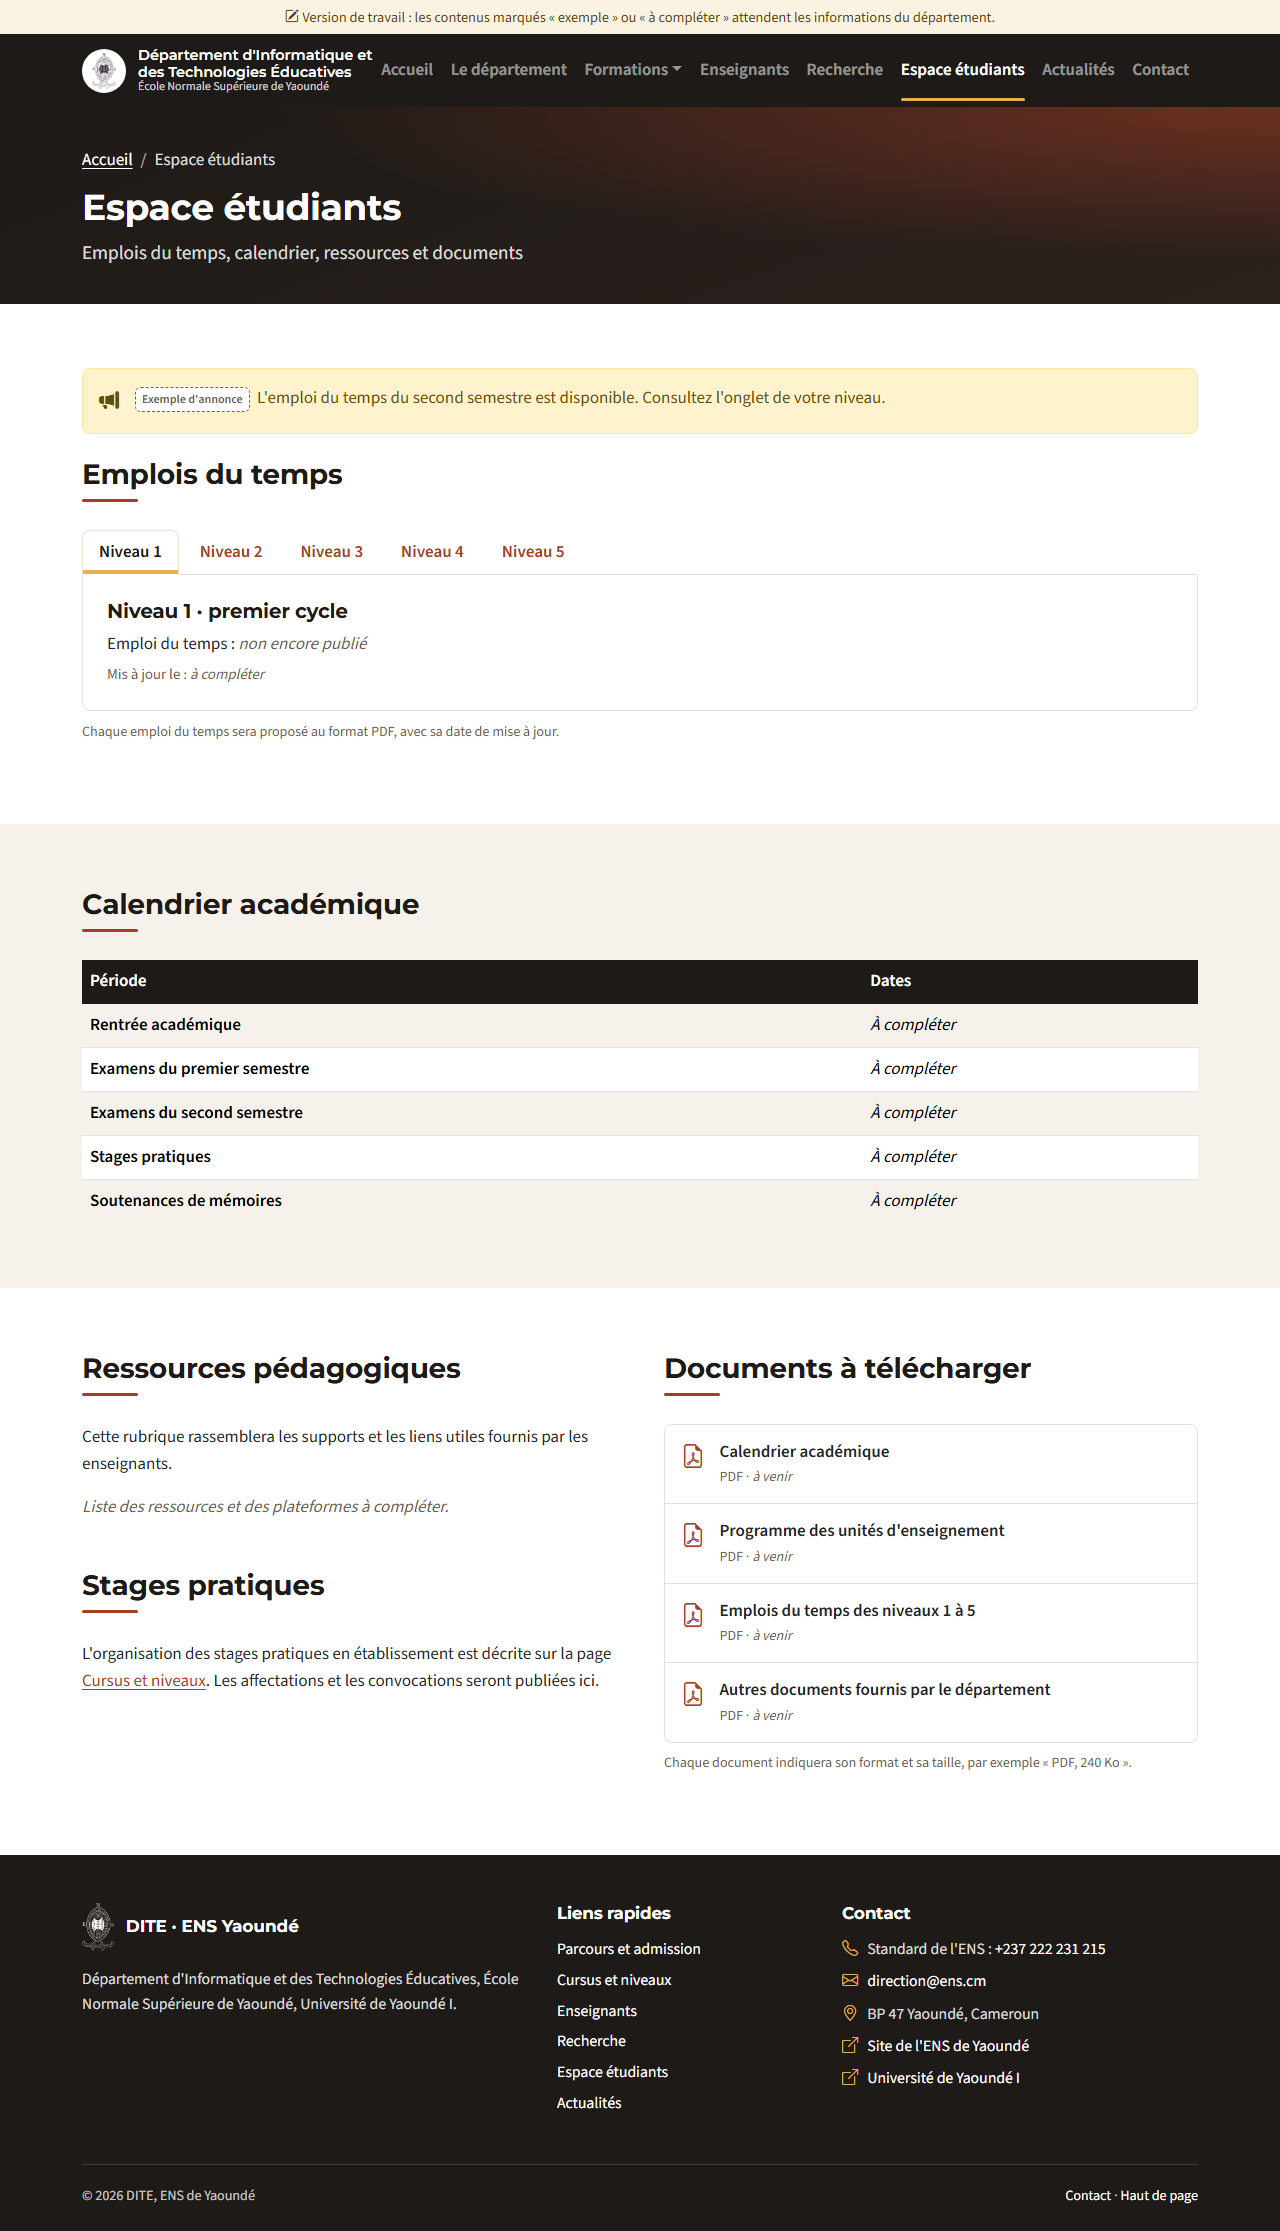 Version de travail : les contenus marqués « exemple » ou « à compléter » attendent les informations du département.
Département d'Informatique et
des Technologies Éducatives
École Normale Supérieure de Yaoundé
Accueil Le département Formations Enseignants Recherche Espace étudiants Actualités Contact
Accueil / Espace étudiants
Espace étudiants
Emplois du temps, calendrier, ressources et documents
Exemple d'annonce L'emploi du temps du second semestre est disponible. Consultez l'onglet de votre niveau.
Emplois du temps
Niveau 1 Niveau 2 Niveau 3 Niveau 4 Niveau 5
Niveau 1 · premier cycle
Emploi du temps : non encore publié
Mis à jour le : à compléter
Chaque emploi du temps sera proposé au format PDF, avec sa date de mise à jour.
Calendrier académique
Période Dates
Rentrée académique À compléter
Examens du premier semestre À compléter
Examens du second semestre À compléter
Stages pratiques À compléter
Soutenances de mémoires À compléter
Ressources pédagogiques
Cette rubrique rassemblera les supports et les liens utiles fournis par les
enseignants.
Liste des ressources et des plateformes à compléter.
Stages pratiques
L'organisation des stages pratiques en établissement est décrite sur la page
Cursus et niveaux. Les affectations et les convocations seront publiées ici.
Documents à télécharger
Calendrier académique
PDF · à venir
Programme des unités d'enseignement
PDF · à venir
Emplois du temps des niveaux 1 à 5
PDF · à venir
Autres documents fournis par le département
PDF · à venir
Chaque document indiquera son format et sa taille, par exemple « PDF, 240 Ko ».
DITE · ENS Yaoundé
Département d'Informatique et des Technologies Éducatives, École
Normale Supérieure de Yaoundé, Université de Yaoundé I.
Liens rapides
Parcours et admission
Cursus et niveaux
Enseignants
Recherche
Espace étudiants
Actualités
Contact
Standard de l'ENS : +237 222 231 215
direction@ens.cm
BP 47 Yaoundé, Cameroun
Site de l'ENS de Yaoundé
Université de Yaoundé I
© 2026 DITE, ENS de Yaoundé
Contact · Haut de page